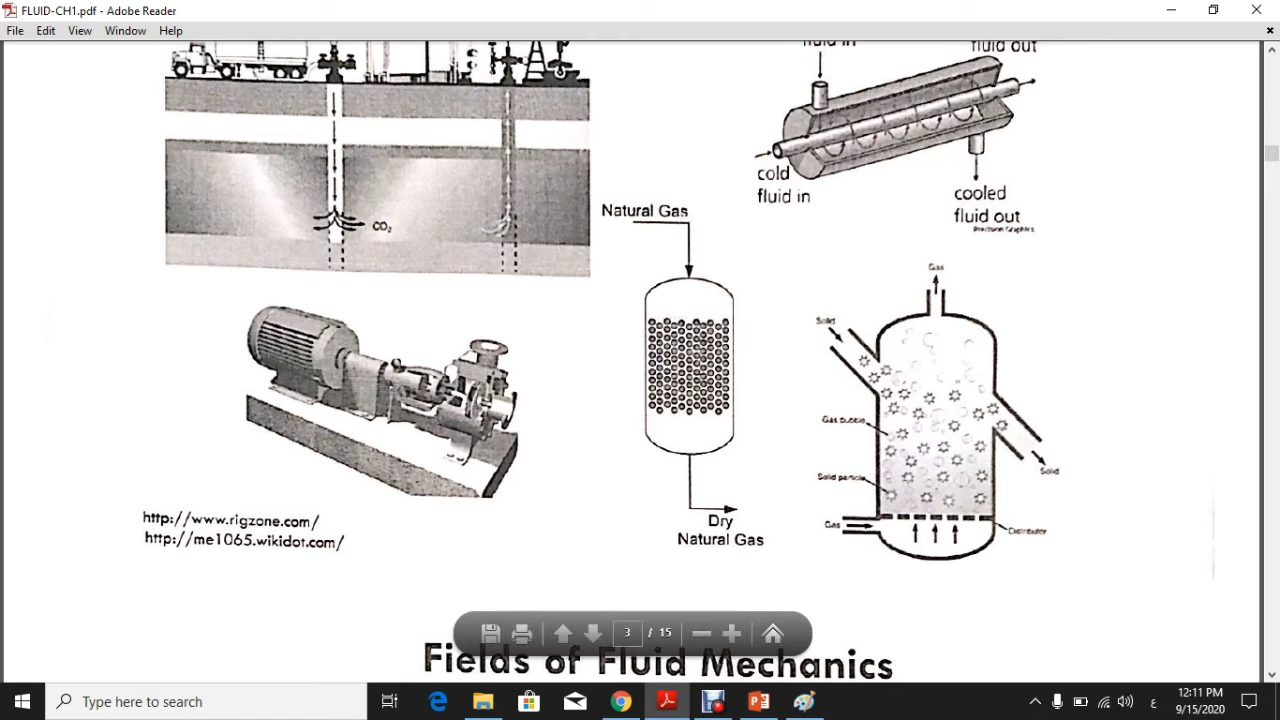 FLUID-CH1.pdf - Adobe Reader
File Edit View Window Help
fluid in
fluid out
cold
fluid in
cooled
fluid out
Precision Graphics
CO₂
Natural Gas
Dry
Natural Gas
Gas
Solid
Gas bubble
Solid particle
Gas
Solid
Distributor
http://www.rigzone.com/
http://me1065.wikidot.com/
3 / 15
Fields of Fluid Mechanics
Type here to search
ع
12:11 PM
9/15/2020